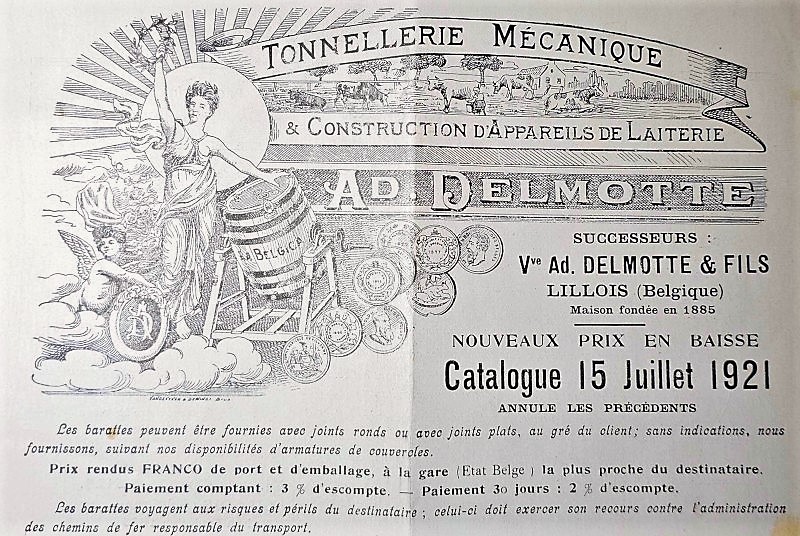 TONNELLERIE MÉCANIQUE
& CONSTRUCTION D'APPAREILS DE LAITERIE
AD. DELMOTTE
LA BELGICA
AD
SUCCESSEURS :
Vve Ad. DELMOTTE & FILS
LILLOIS (Belgique)
Maison fondée en 1885
NOUVEAUX PRIX EN BAISSE
Catalogue 15 Juillet 1921
ANNULE LES PRÉCÉDENTS
Les barattes peuvent être fournies avec joints ronds ou avec joints plats, au gré du client; sans indications, nous
fournissons, suivant nos disponibilités d'armatures de couvercles.
Prix rendus FRANCO de port et d'emballage, à la gare (Etat Belge) la plus proche du destinataire.
Paiement comptant : 3 % d'escompte. — Paiement 30 jours : 2 % d'escompte.
Les barattes voyagent aux risques et périls du destinataire ; celui-ci doit exercer son recours contre l'administration
des chemins de fer responsable du transport.